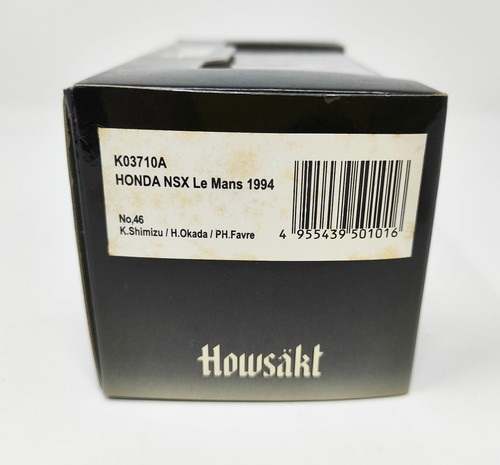 K03710A
HONDA NSX Le Mans 1994
No,46
K.Shimizu / H.Okada / PH.Favre
4 955439 501016
Howsäkt